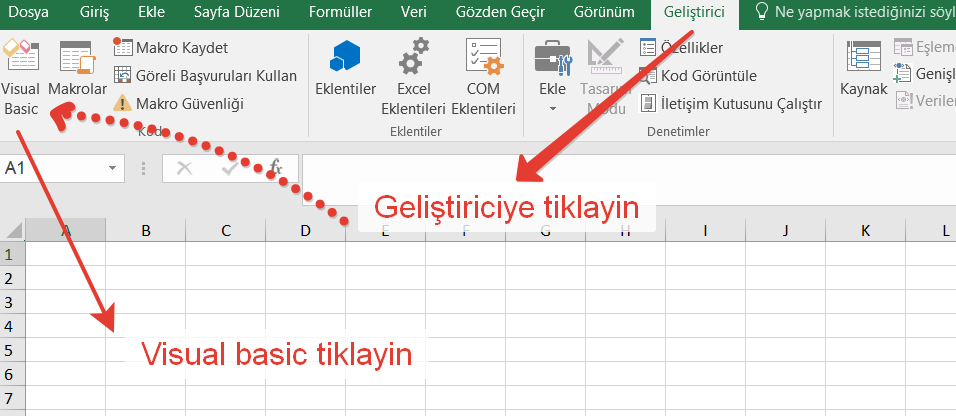 Dosya Giriş Ekle Sayfa Düzeni Formüller Veri Gözden Geçir Görünüm Geliştirici Ne yapmak istediğinizi söyl
Visual Basic
Makrolar
Makro Kaydet
Göreli Başvuruları Kullan
Makro Güvenliği
Kod
Eklentiler
Excel Eklentileri
COM Eklentileri
Eklentiler
Ekle
Tasarım Modu
Özellikler
Kod Görüntüle
İletişim Kutusunu Çalıştır
Denetimler
Kaynak
Eşleme
Genişl
Verile
A1
fx
Geliştiriciye tiklayin
A B C D E F G H I J K L
1
2
3
4
Visual basic tiklayin
5
6
7